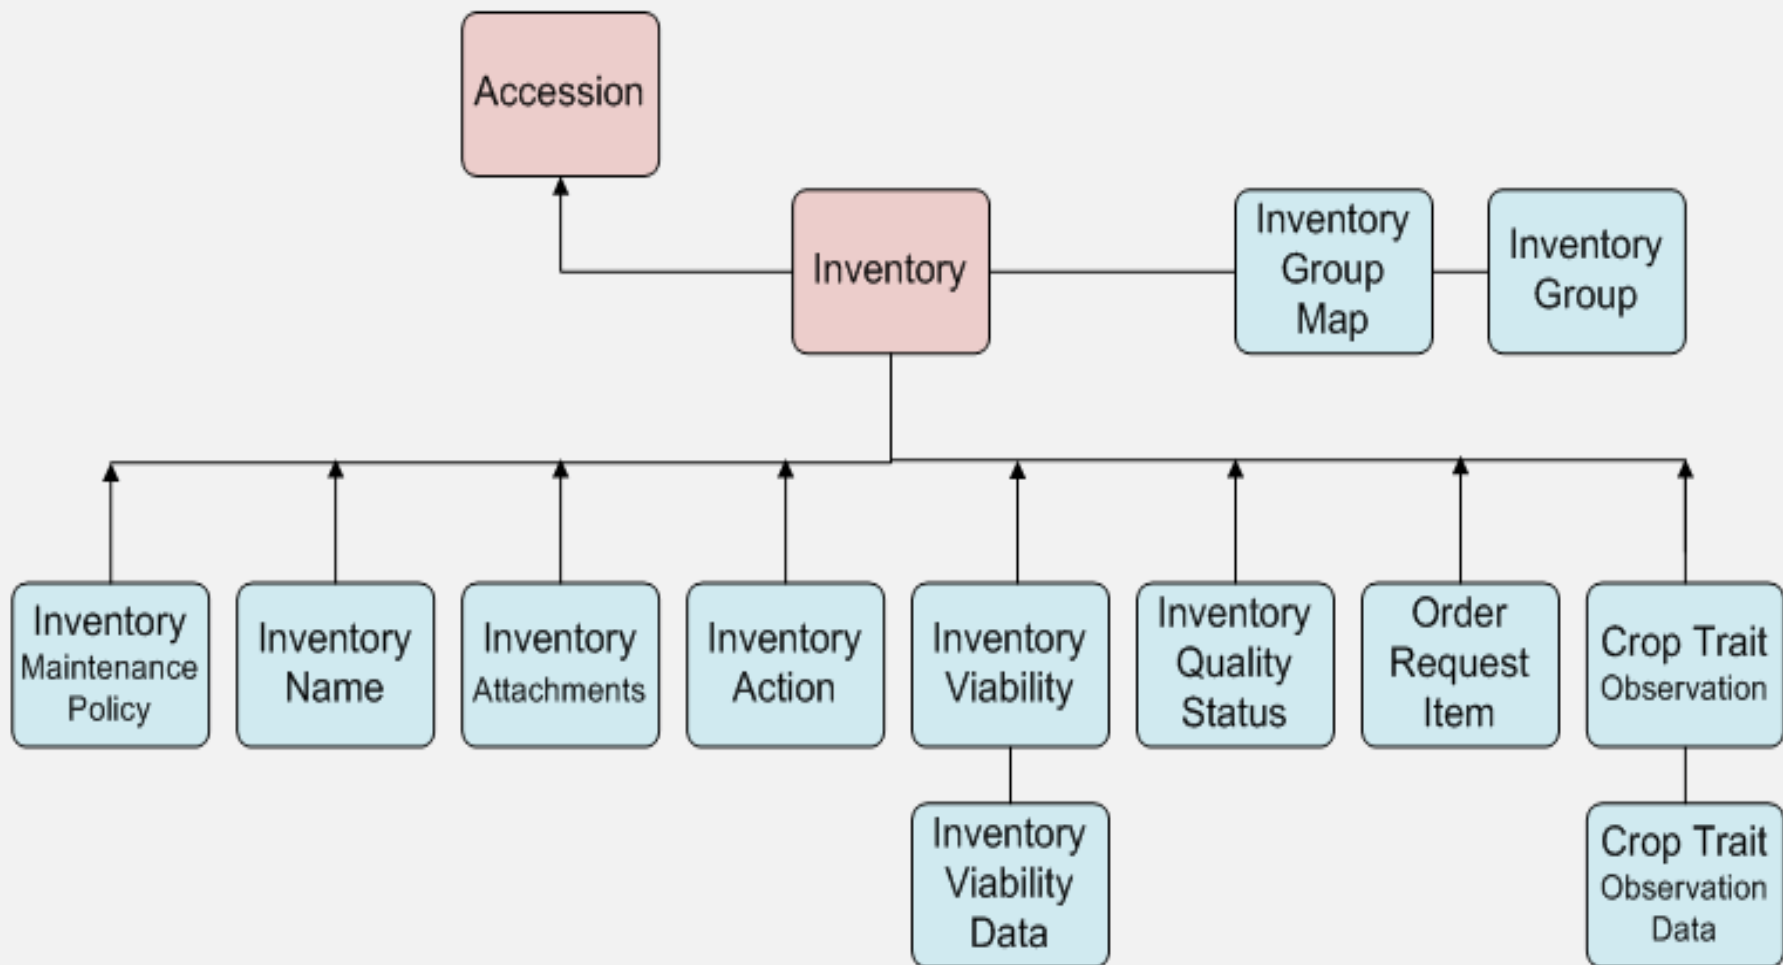 Accession
Inventory
Inventory
Group
Map
Inventory
Group
Inventory
Maintenance
Policy
Inventory
Name
Inventory
Attachments
Inventory
Action
Inventory
Viability
Inventory
Quality
Status
Order
Request
Item
Crop Trait
Observation
Inventory
Viability
Data
Crop Trait
Observation
Data